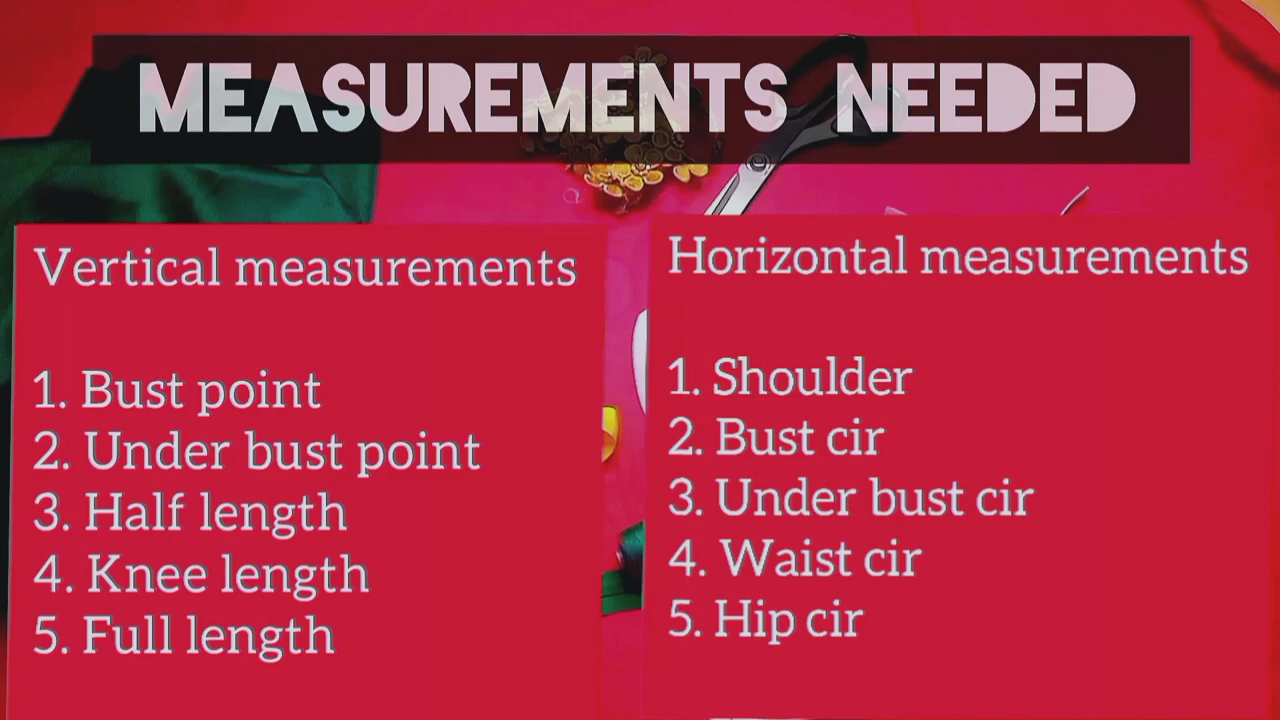 MEASUREMENTS NEEDED
Vertical measurements
1. Bust point
2. Under bust point
3. Half length
4. Knee length
5. Full length
Horizontal measurements
1. Shoulder
2. Bust cir
3. Under bust cir
4. Waist cir
5. Hip cir